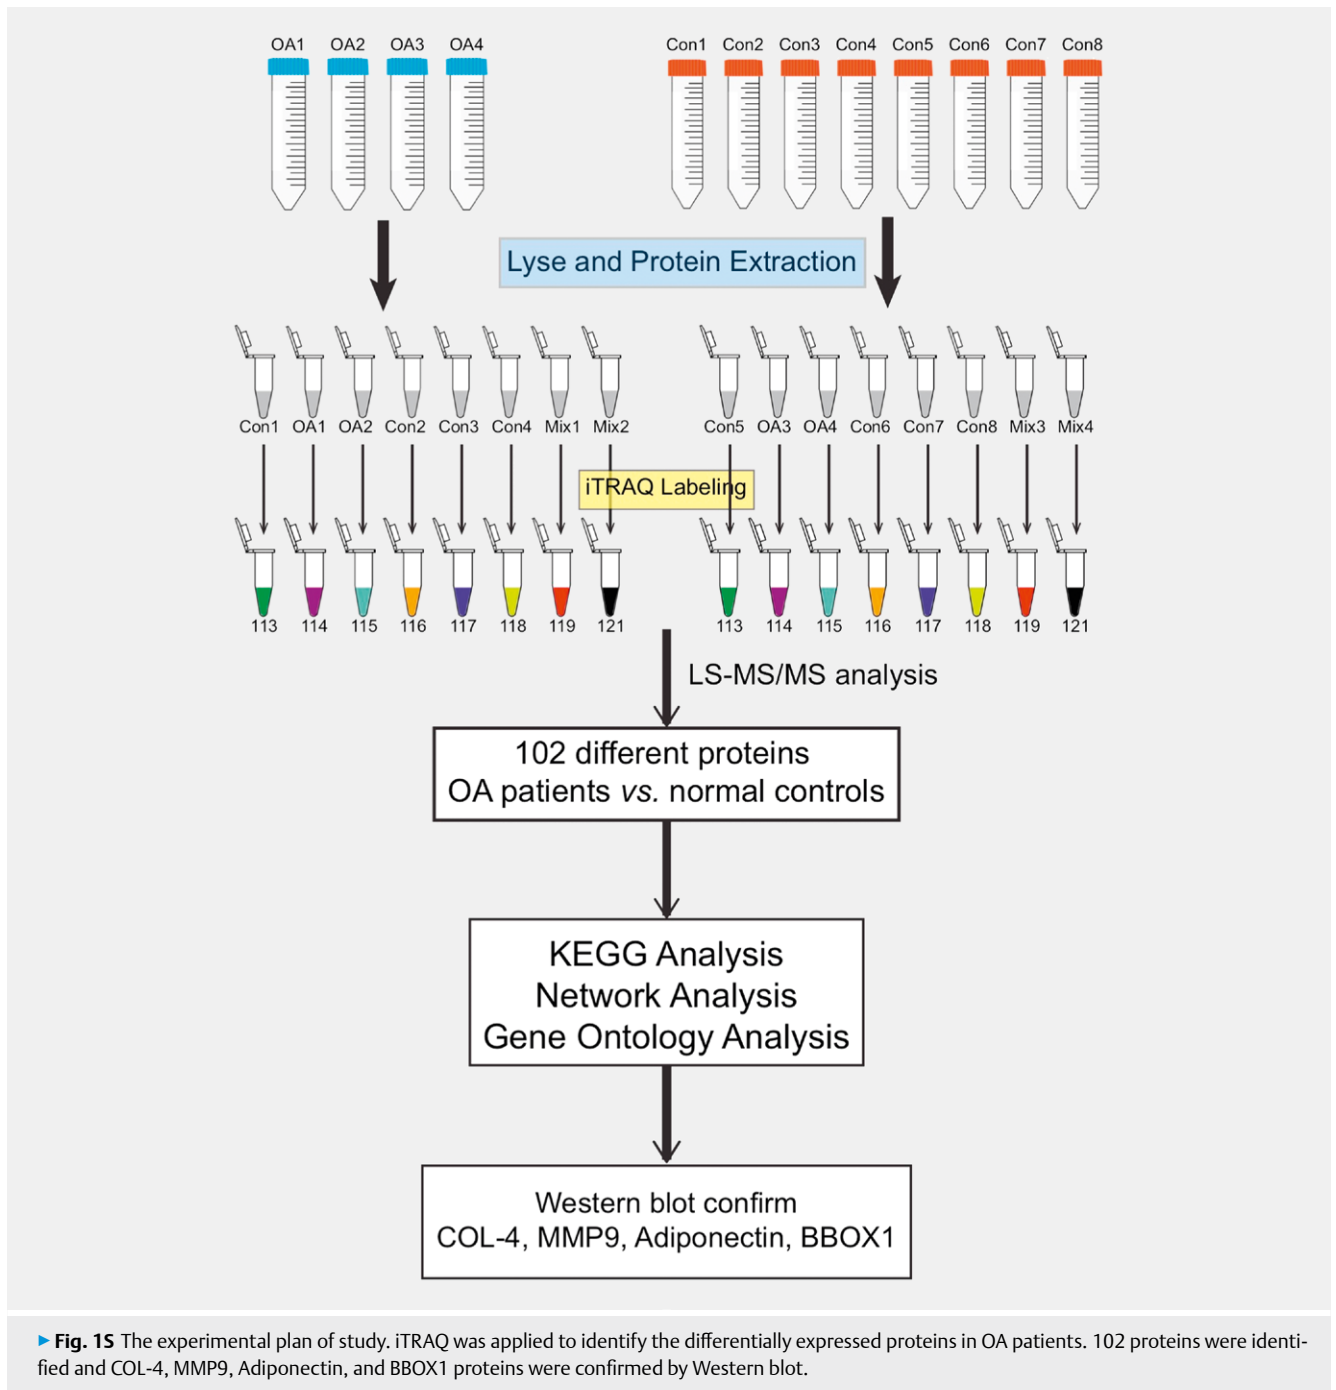 OA1 OA2 OA3 OA4 Con1 Con2 Con3 Con4 Con5 Con6 Con7 Con8
Lyse and Protein Extraction
Con1 OA1 OA2 Con2 Con3 Con4 Mix1 Mix2 Con5 OA3 OA4 Con6 Con7 Con8 Mix3 Mix4
iTRAQ Labeling
113 114 115 116 117 118 119 121 113 114 115 116 117 118 119 121
LS-MS/MS analysis
102 different proteins
OA patients vs. normal controls
KEGG Analysis
Network Analysis
Gene Ontology Analysis
Western blot confirm
COL-4, MMP9, Adiponectin, BBOX1
▶ Fig. 1S The experimental plan of study. iTRAQ was applied to identify the differentially expressed proteins in OA patients. 102 proteins were identi-
fied and COL-4, MMP9, Adiponectin, and BBOX1 proteins were confirmed by Western blot.